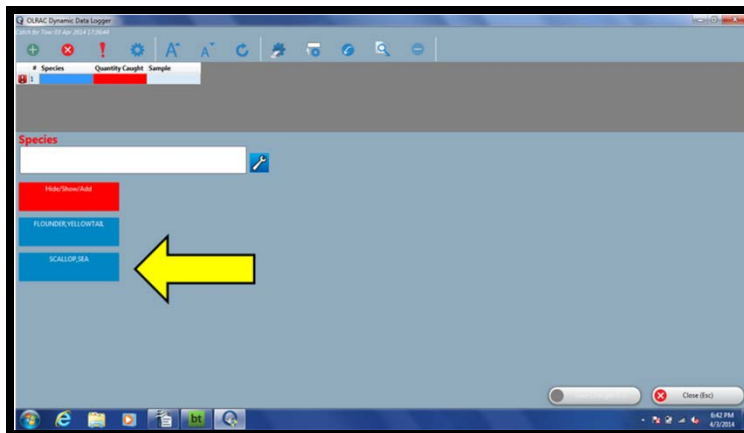 OLRAC Dynamic Data Logger
Catch for Tow: 03 Apr 2014 17:06:44
# Species Quantity Caught Sample
1
Species
Hide/Show/Add
FLOUNDER,YELLOWTAIL
SCALLOP,SEA
Close (Esc)
bt
6:42 PM
4/3/2014